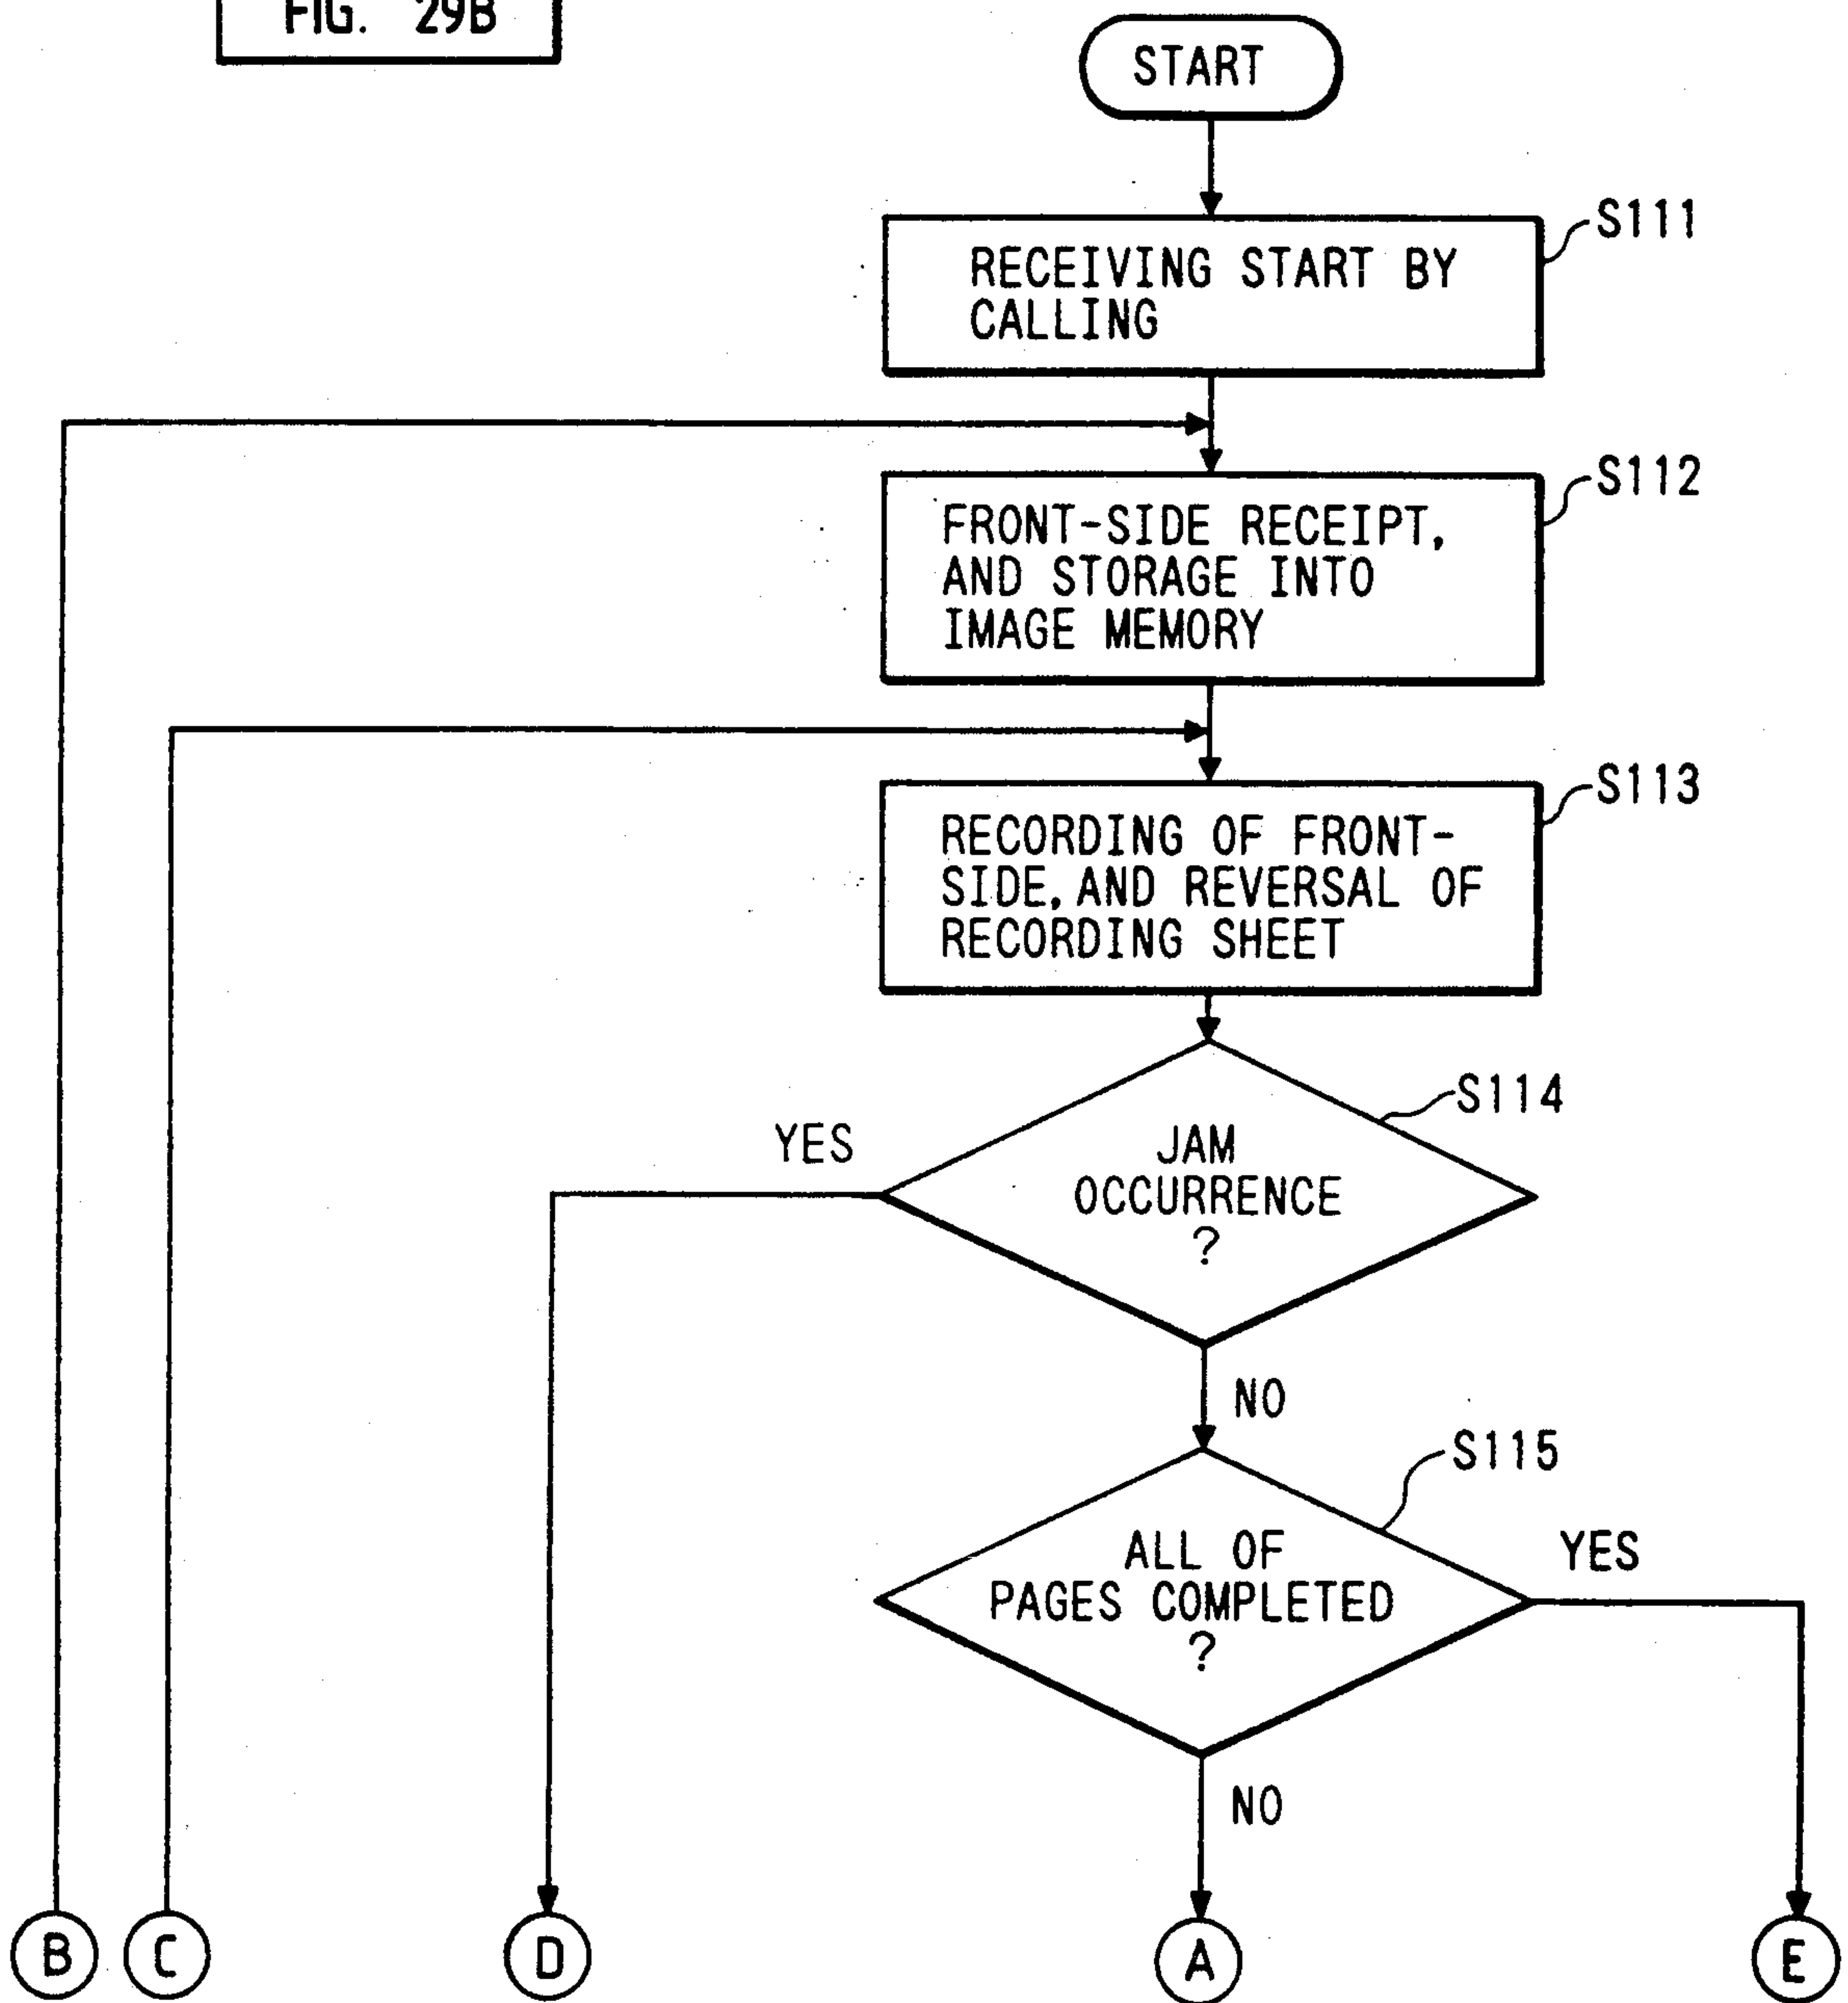 FIG. 29B
START
S111
RECEIVING START BY
CALLING
S112
FRONT-SIDE RECEIPT,
AND STORAGE INTO
IMAGE MEMORY
S113
RECORDING OF FRONT-
SIDE, AND REVERSAL OF
RECORDING SHEET
S114
YES
JAM
OCCURRENCE
?
NO
S115
ALL OF
PAGES COMPLETED
?
YES
NO
B
C
D
A
E